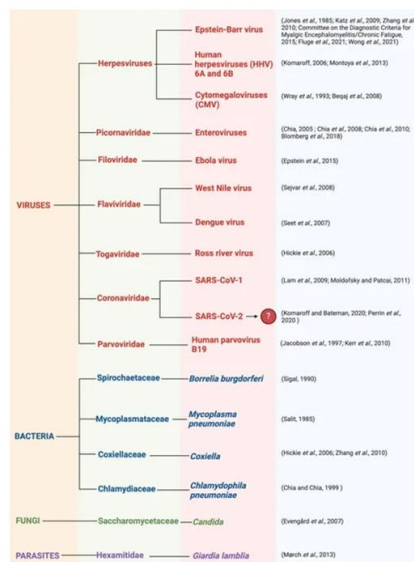 (Jones et al., 1985; Katz et al., 2009; Zhang et al.,
2010; Committee on the Diagnostic Criteria for
Myalgic Encephalomyelitis/Chronic Fatigue,
2015; Fluge et al., 2021; Wong et al., 2021)
Epstein-Barr virus
Human
herpesviruses (HHV)
6A and 6B
(Komaroff, 2006; Montoya et al., 2013)
Herpesviruses
Cytomegaloviruses
(CMV)
(Wray et al., 1993; Beqaj et al., 2008)
Picornaviridae
Enteroviruses
(Chia, 2005 ; Chia et al., 2008; Chia et al., 2010;
Blomberg et al., 2018)
Filoviridae
Ebola virus
(Epstein et al., 2015)
West Nile virus
(Sejvar et al., 2008)
VIRUSES
Flaviviridae
Dengue virus
(Seet et al., 2007)
Togaviridae
Ross river virus
(Hickie et al., 2006)
SARS-CoV-1
(Lam et al., 2009; Moldofsky and Patcai, 2011)
Coronaviridae
SARS-CoV-2
?
(Komaroff and Bateman, 2020; Perrin et al.,
2020 )
Parvoviridae
Human parvovirus
B19
(Jacobson et al., 1997; Kerr et al., 2010)
Spirochaetaceae
Borrelia burgdorferi
(Sigal, 1990)
Mycoplasmataceae
Mycoplasma
pneumoniae
(Salit, 1985)
BACTERIA
Coxiellaceae
Coxiella
(Hickie et al., 2006; Zhang et al., 2010)
Chlamydiaceae
Chlamydophila
pneumoniae
(Chia and Chia, 1999 )
FUNGI
Saccharomycetaceae
Candida
(Evengård et al., 2007)
PARASITES
Hexamitidae
Giardia lamblia
(Mørch et al., 2013)